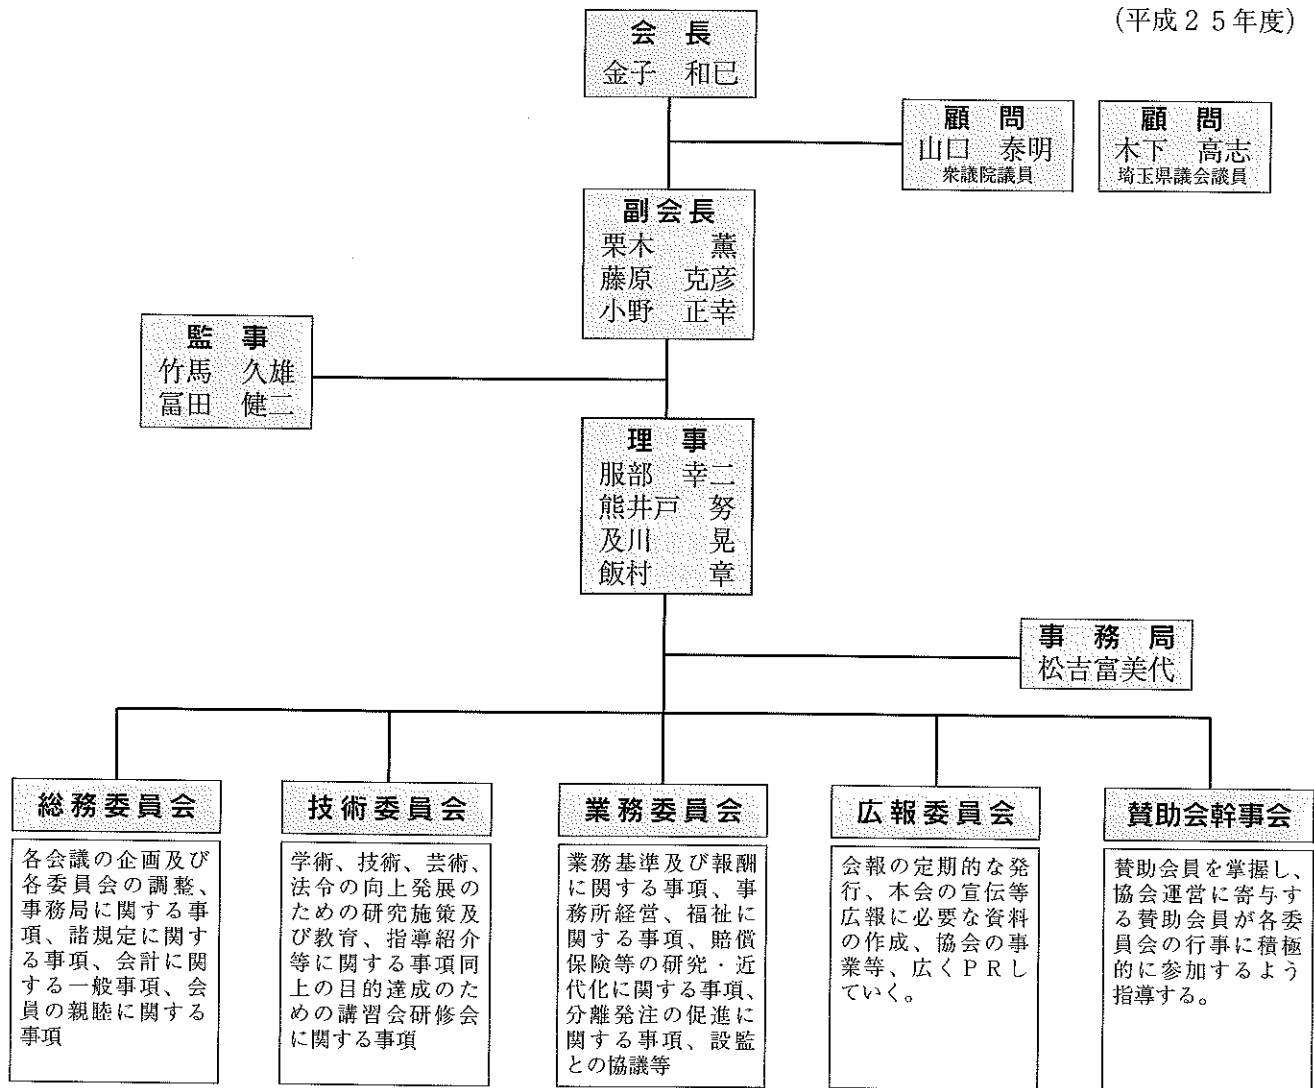 (平成２５年度)
会　長
金子　和巳
顧　問
山口　泰明
衆議院議員
顧　問
木下　高志
埼玉県議会議員
副会長
栗木　　薫
藤原　克彦
小野　正幸
監　事
竹馬　久雄
冨田　健二
理　事
服部　幸二
熊井戸　努
及川　　晃
飯村　　章
事　務　局
松吉富美代
総務委員会
各会議の企画及び
各委員会の調整、
事務局に関する事
項、諸規定に関す
る事項、会計に関
する一般事項、会
員の親睦に関する
事項
技術委員会
学術、技術、芸術、
法令の向上発展の
ための研究施策及
び教育、指導紹介
等に関する事項同
上の目的達成のた
めの講習会研修会
に関する事項
業務委員会
業務基準及び報酬
に関する事項、事
務所経営、福祉に
関する事項、賠償
保険等の研究・近
代化に関する事項、
分離発注の促進に
関する事項、設監
との協議等
広報委員会
会報の定期的な発
行、本会の宣伝等
広報に必要な資料
の作成、協会の事
業等、広くＰＲし
ていく。
賛助会幹事会
賛助会員を掌握し、
協会運営に寄与す
る賛助会員が各委
員会の行事に積極
的に参加するよう
指導する。